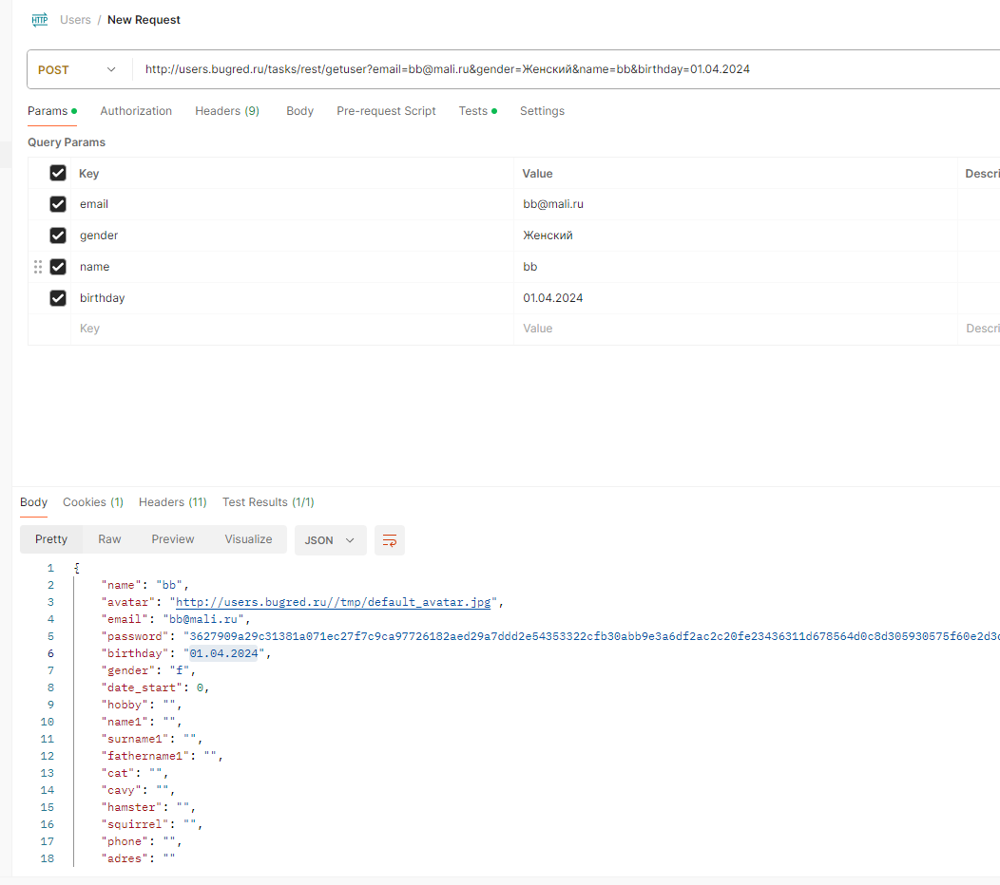 HTTP Users / New Request
POST http://users.bugred.ru/tasks/rest/getuser?email=bb@mali.ru&gender=Женский&name=bb&birthday=01.04.2024
Params Authorization Headers (9) Body Pre-request Script Tests Settings
Query Params
Key Value Descri
email bb@mali.ru
gender Женский
name bb
birthday 01.04.2024
Key Value Descri
Body Cookies (1) Headers (11) Test Results (1/1)
Pretty Raw Preview Visualize JSON
1 {
2 "name": "bb",
3 "avatar": "http://users.bugred.ru//tmp/default_avatar.jpg",
4 "email": "bb@mali.ru",
5 "password": "3627909a29c31381a071ec27f7c9ca97726182aed29a7ddd2e54353322cfb30abb9e3a6df2ac2c20fe23436311d678564d0c8d305930575f60e2d3c
6 "birthday": "01.04.2024",
7 "gender": "f",
8 "date_start": 0,
9 "hobby": "",
10 "name1": "",
11 "surname1": "",
12 "fathername1": "",
13 "cat": "",
14 "cavy": "",
15 "hamster": "",
16 "squirrel": "",
17 "phone": "",
18 "adres": ""